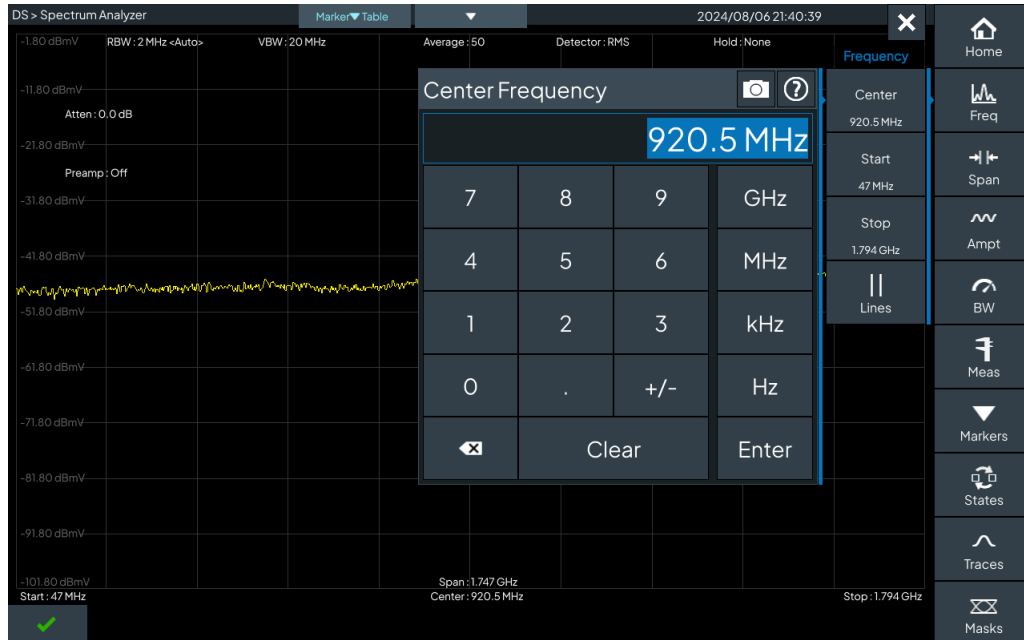 DS > Spectrum Analyzer
Marker Table
2024/08/06 21:40:39
Home
-1.80 dBmV
RBW : 2 MHz <Auto>
VBW : 20 MHz
Average : 50
Detector : RMS
Hold : None
Frequency
-11.80 dBmV
Atten : 0.0 dB
Center Frequency
Center
920.5 MHz
Freq
-21.80 dBmV
920.5 MHz
Start
47 MHz
Span
Preamp : Off
-31.80 dBmV
7 8 9 GHz
Stop
1.794 GHz
Ampt
-41.80 dBmV
4 5 6 MHz
Lines
BW
-51.80 dBmV
1 2 3 kHz
-61.80 dBmV
Meas
0 . +/- Hz
-71.80 dBmV
Markers
Clear Enter
-81.80 dBmV
States
-91.80 dBmV
Traces
-101.80 dBmV
Span : 1.747 GHz
Start : 47 MHz
Center : 920.5 MHz
Stop : 1.794 GHz
Masks